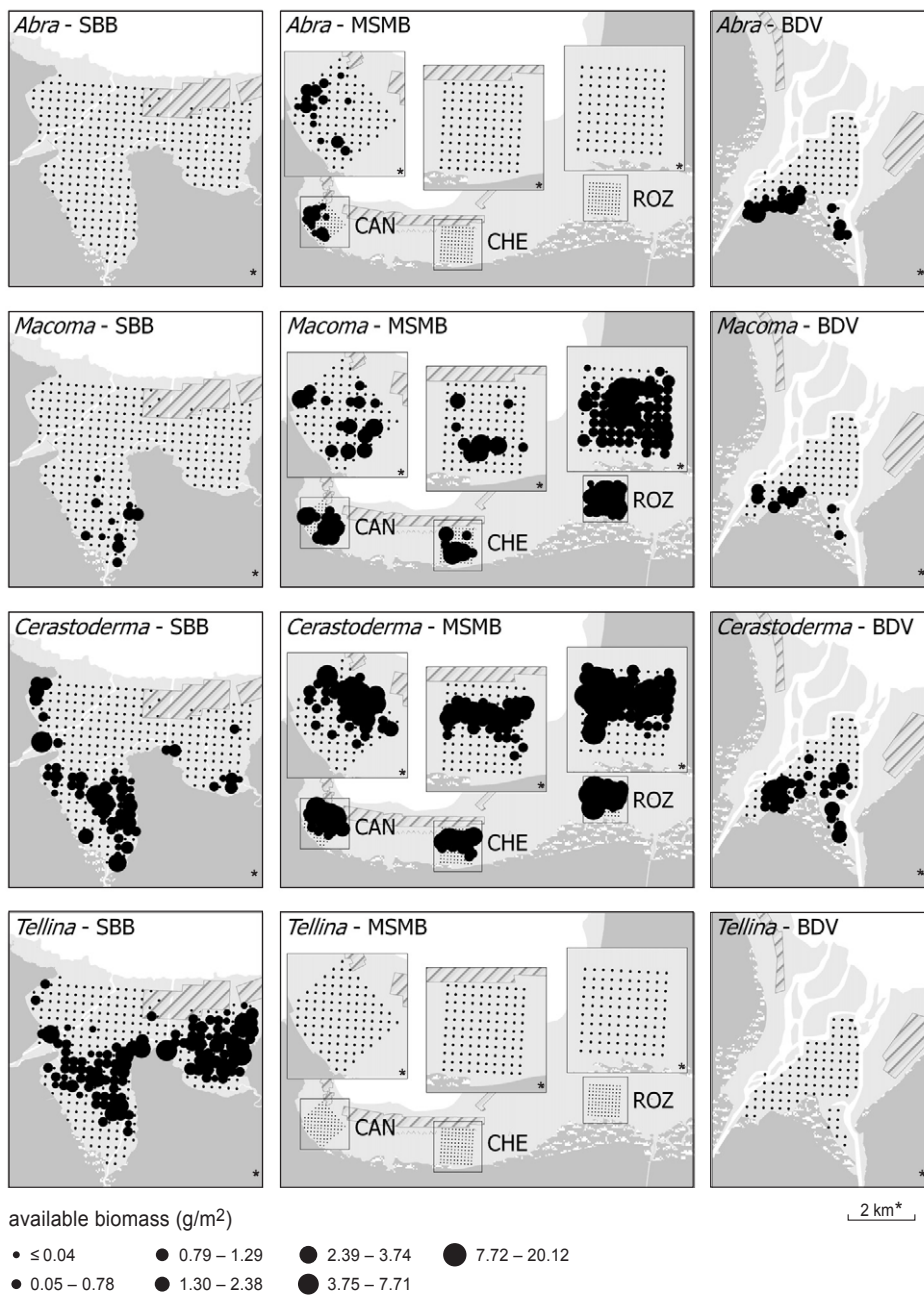 Abra - SBB
Abra - MSMB
Abra - BDV
CAN
CHE
ROZ
*
*
*
*
*
Macoma - SBB
Macoma - MSMB
Macoma - BDV
CAN
CHE
ROZ
*
*
*
*
*
Cerastoderma - SBB
Cerastoderma - MSMB
Cerastoderma - BDV
CAN
CHE
ROZ
*
*
*
*
*
Tellina - SBB
Tellina - MSMB
Tellina - BDV
CAN
CHE
ROZ
*
*
*
*
*
available biomass (g/m²)
2 km*
≤ 0.04
0.79 – 1.29
2.39 – 3.74
7.72 – 20.12
0.05 – 0.78
1.30 – 2.38
3.75 – 7.71